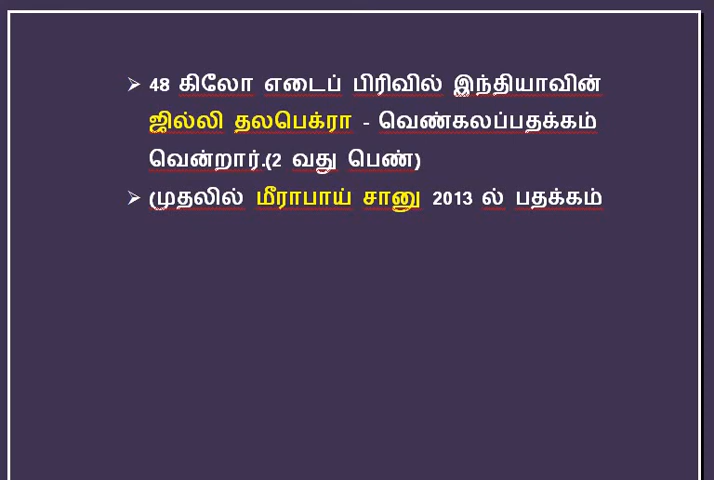 ➢ 48 கிலோ எடைப் பிரிவில் இந்தியாவின்
ஜில்லி தலபெக்ரா - வெண்கலப்பதக்கம்
வென்றார்.(2 வது பெண்)
➢ முதலில் மீராபாய் சானு 2013 ல் பதக்கம்